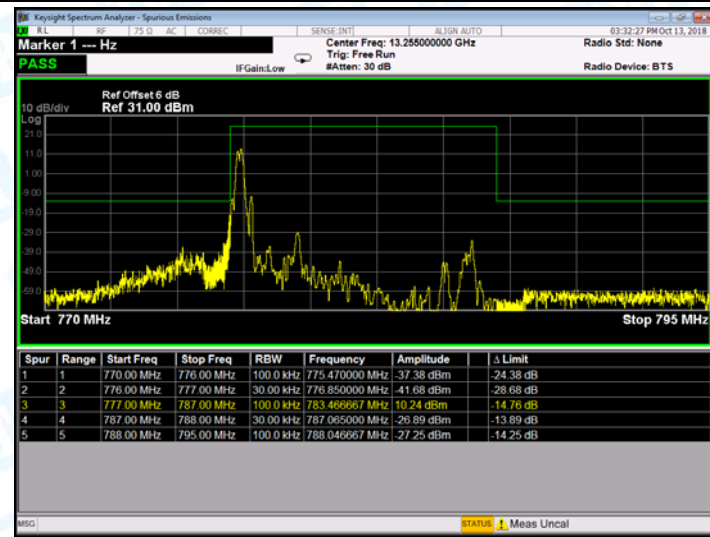 Keysight Spectrum Analyzer - Spurious Emissions
RL RF 75 Ω AC CORREC SENSE:INT ALIGN AUTO 03:32:27 PM Oct 13, 2018
Marker 1 --- Hz Center Freq: 13.255000000 GHz Radio Std: None
Trig: Free Run
PASS IFGain:Low #Atten: 30 dB Radio Device: BTS
Ref Offset 6 dB
10 dB/div Ref 31.00 dBm
Log
21.0
11.0
1.00
-9.00
-19.0
-29.0
-39.0
-49.0
-59.0
Start 770 MHz Stop 795 MHz
Spur Range Start Freq Stop Freq RBW Frequency Amplitude Δ Limit
1 1 770.00 MHz 776.00 MHz 100.0 kHz 775.470000 MHz -37.38 dBm -24.38 dB
2 2 776.00 MHz 777.00 MHz 30.00 kHz 776.850000 MHz -41.68 dBm -28.68 dB
3 3 777.00 MHz 787.00 MHz 100.0 kHz 783.466667 MHz 10.24 dBm -14.76 dB
4 4 787.00 MHz 788.00 MHz 30.00 kHz 787.065000 MHz -26.89 dBm -13.89 dB
5 5 788.00 MHz 795.00 MHz 100.0 kHz 788.046667 MHz -27.25 dBm -14.25 dB
MSG STATUS Meas Uncal